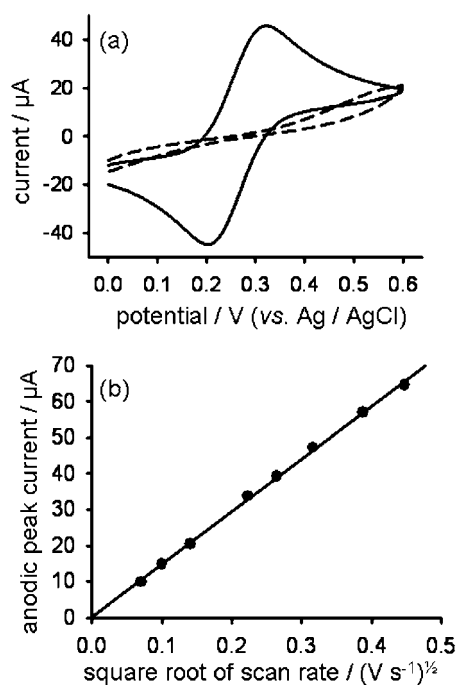 (a)
40
20
0
-20
-40
current / µA
0.0 0.1 0.2 0.3 0.4 0.5 0.6
potential / V (vs. Ag / AgCl)
(b)
70
60
50
40
30
20
10
0
anodic peak current / µA
0.0 0.1 0.2 0.3 0.4 0.5
square root of scan rate / (V s⁻¹)^½